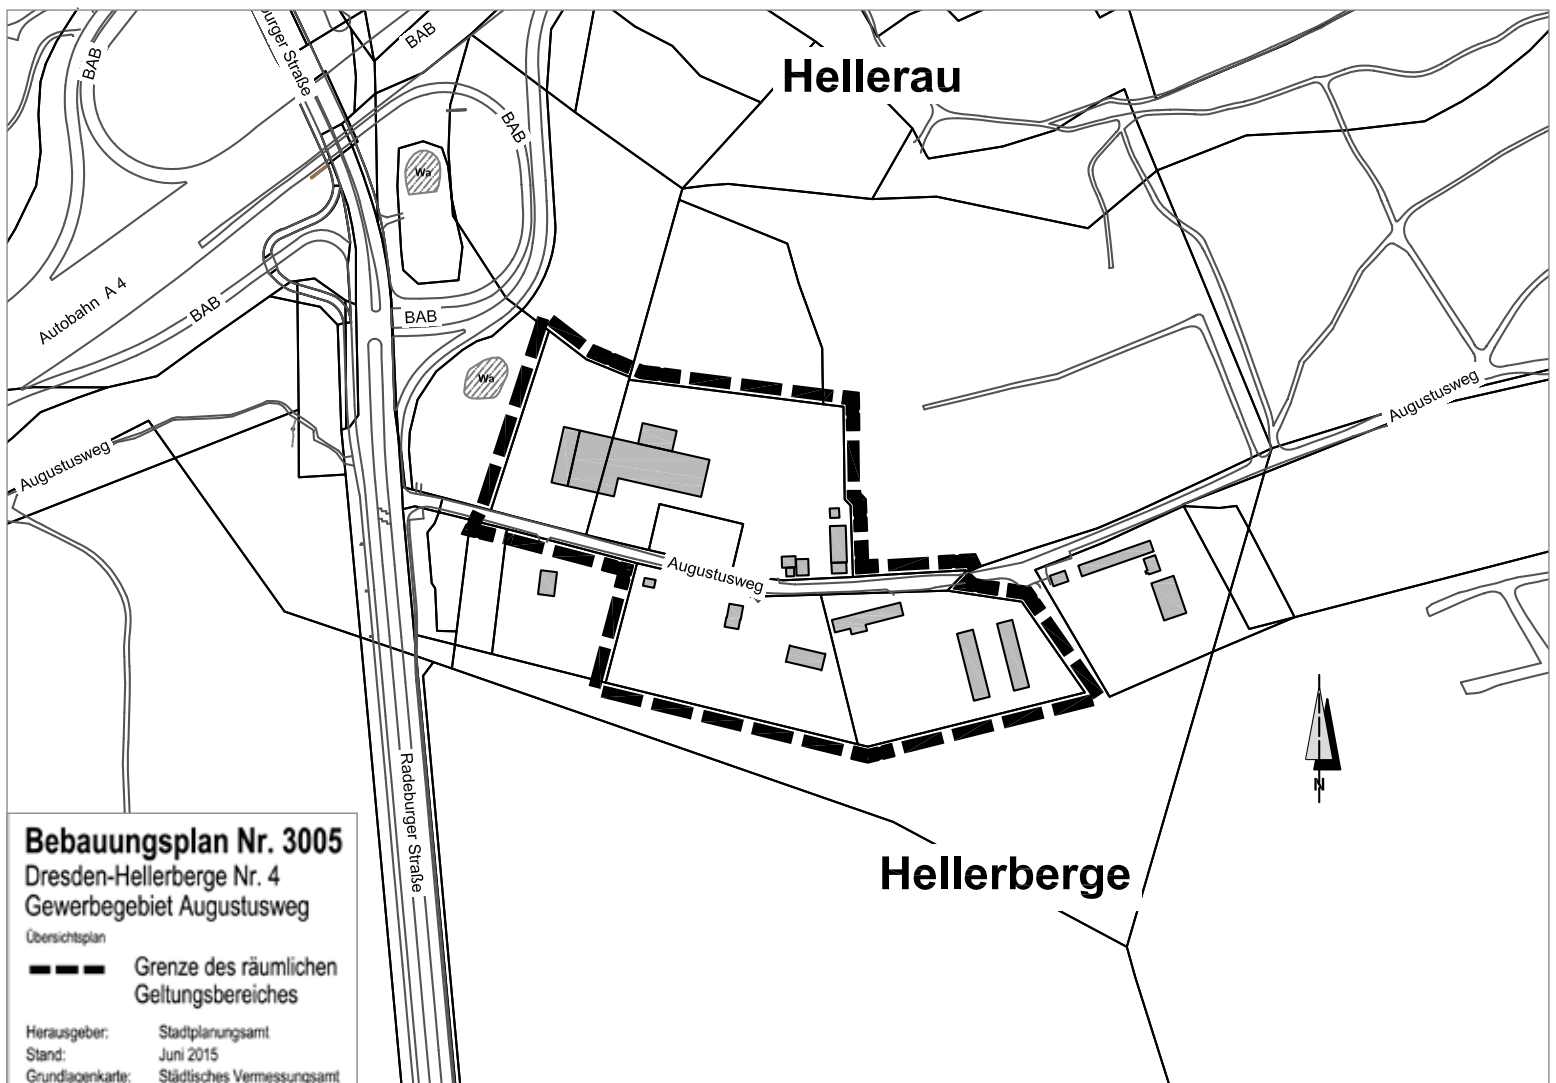 BAB
burger Straße
BAB
Hellerau
BAB
Wa
Autobahn A 4
BAB
BAB
Wa
Augustusweg
Augustusweg
Augustusweg
Radeburger Straße
N
Hellerberge
Bebauungsplan Nr. 3005
Dresden-Hellerberge Nr. 4
Gewerbegebiet Augustusweg
Übersichtsplan
Grenze des räumlichen
Geltungsbereiches
Herausgeber: Stadtplanungsamt
Stand: Juni 2015
Grundlagenkarte: Städtisches Vermessungsamt